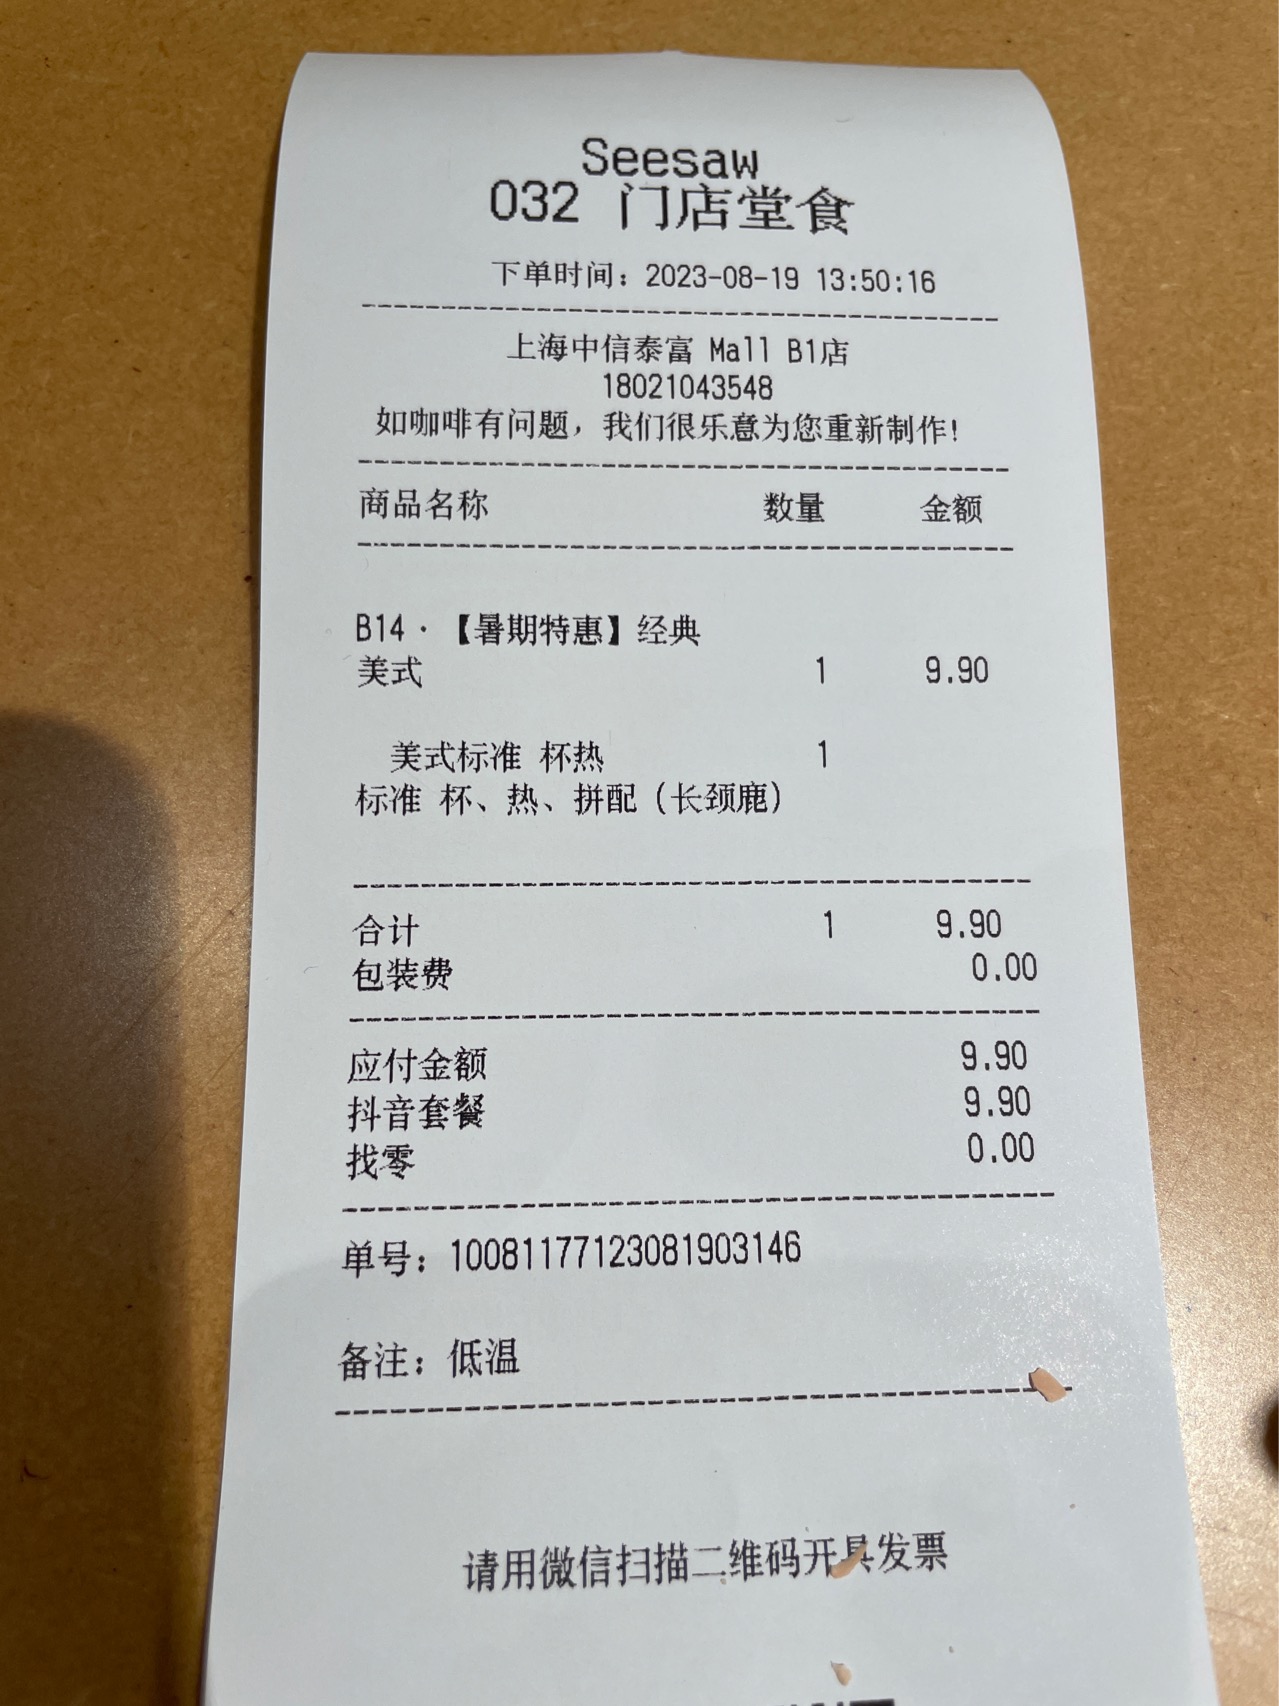 Seesaw
032 门店堂食
下单时间：2023-08-19 13:50:16
上海中信泰富 Mall B1店
18021043548
如咖啡有问题，我们很乐意为您重新制作!
商品名称 数量 金额
B14·【暑期特惠】经典
美式 1 9.90
美式标准 杯热 1
标准 杯、热、拼配（长颈鹿）
合计 1 9.90
包装费 0.00
应付金额 9.90
抖音套餐 9.90
找零 0.00
单号：10081177123081903146
备注：低温
请用微信扫描二维码开具发票